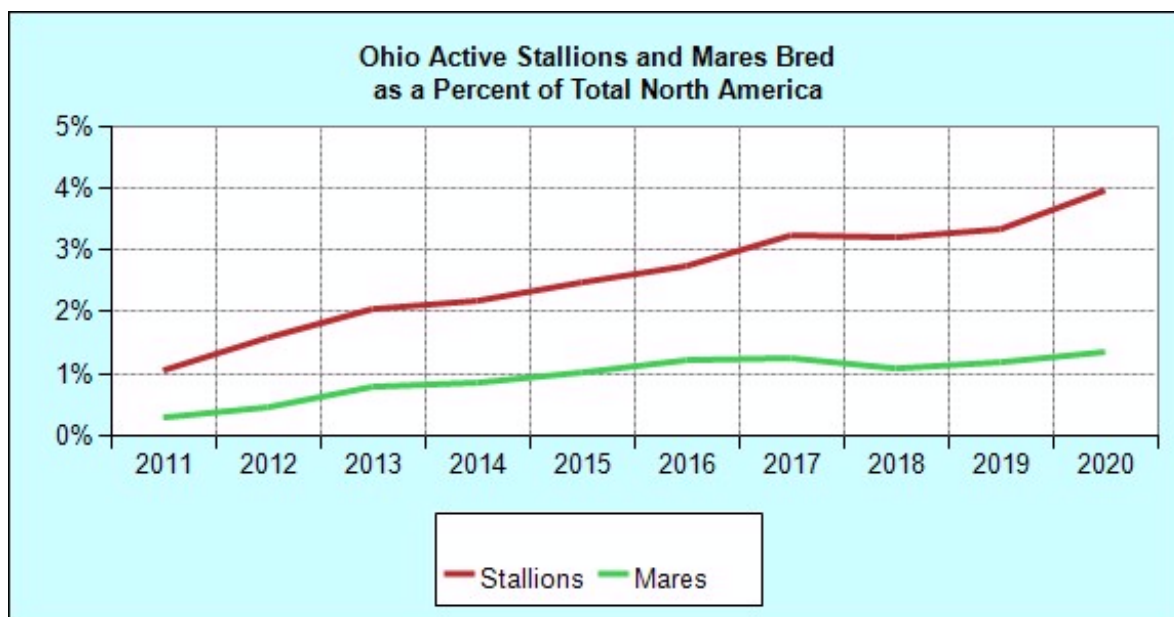 Ohio Active Stallions and Mares Bred
as a Percent of Total North America
5%
4%
3%
2%
1%
0%
2011 2012 2013 2014 2015 2016 2017 2018 2019 2020
Stallions Mares